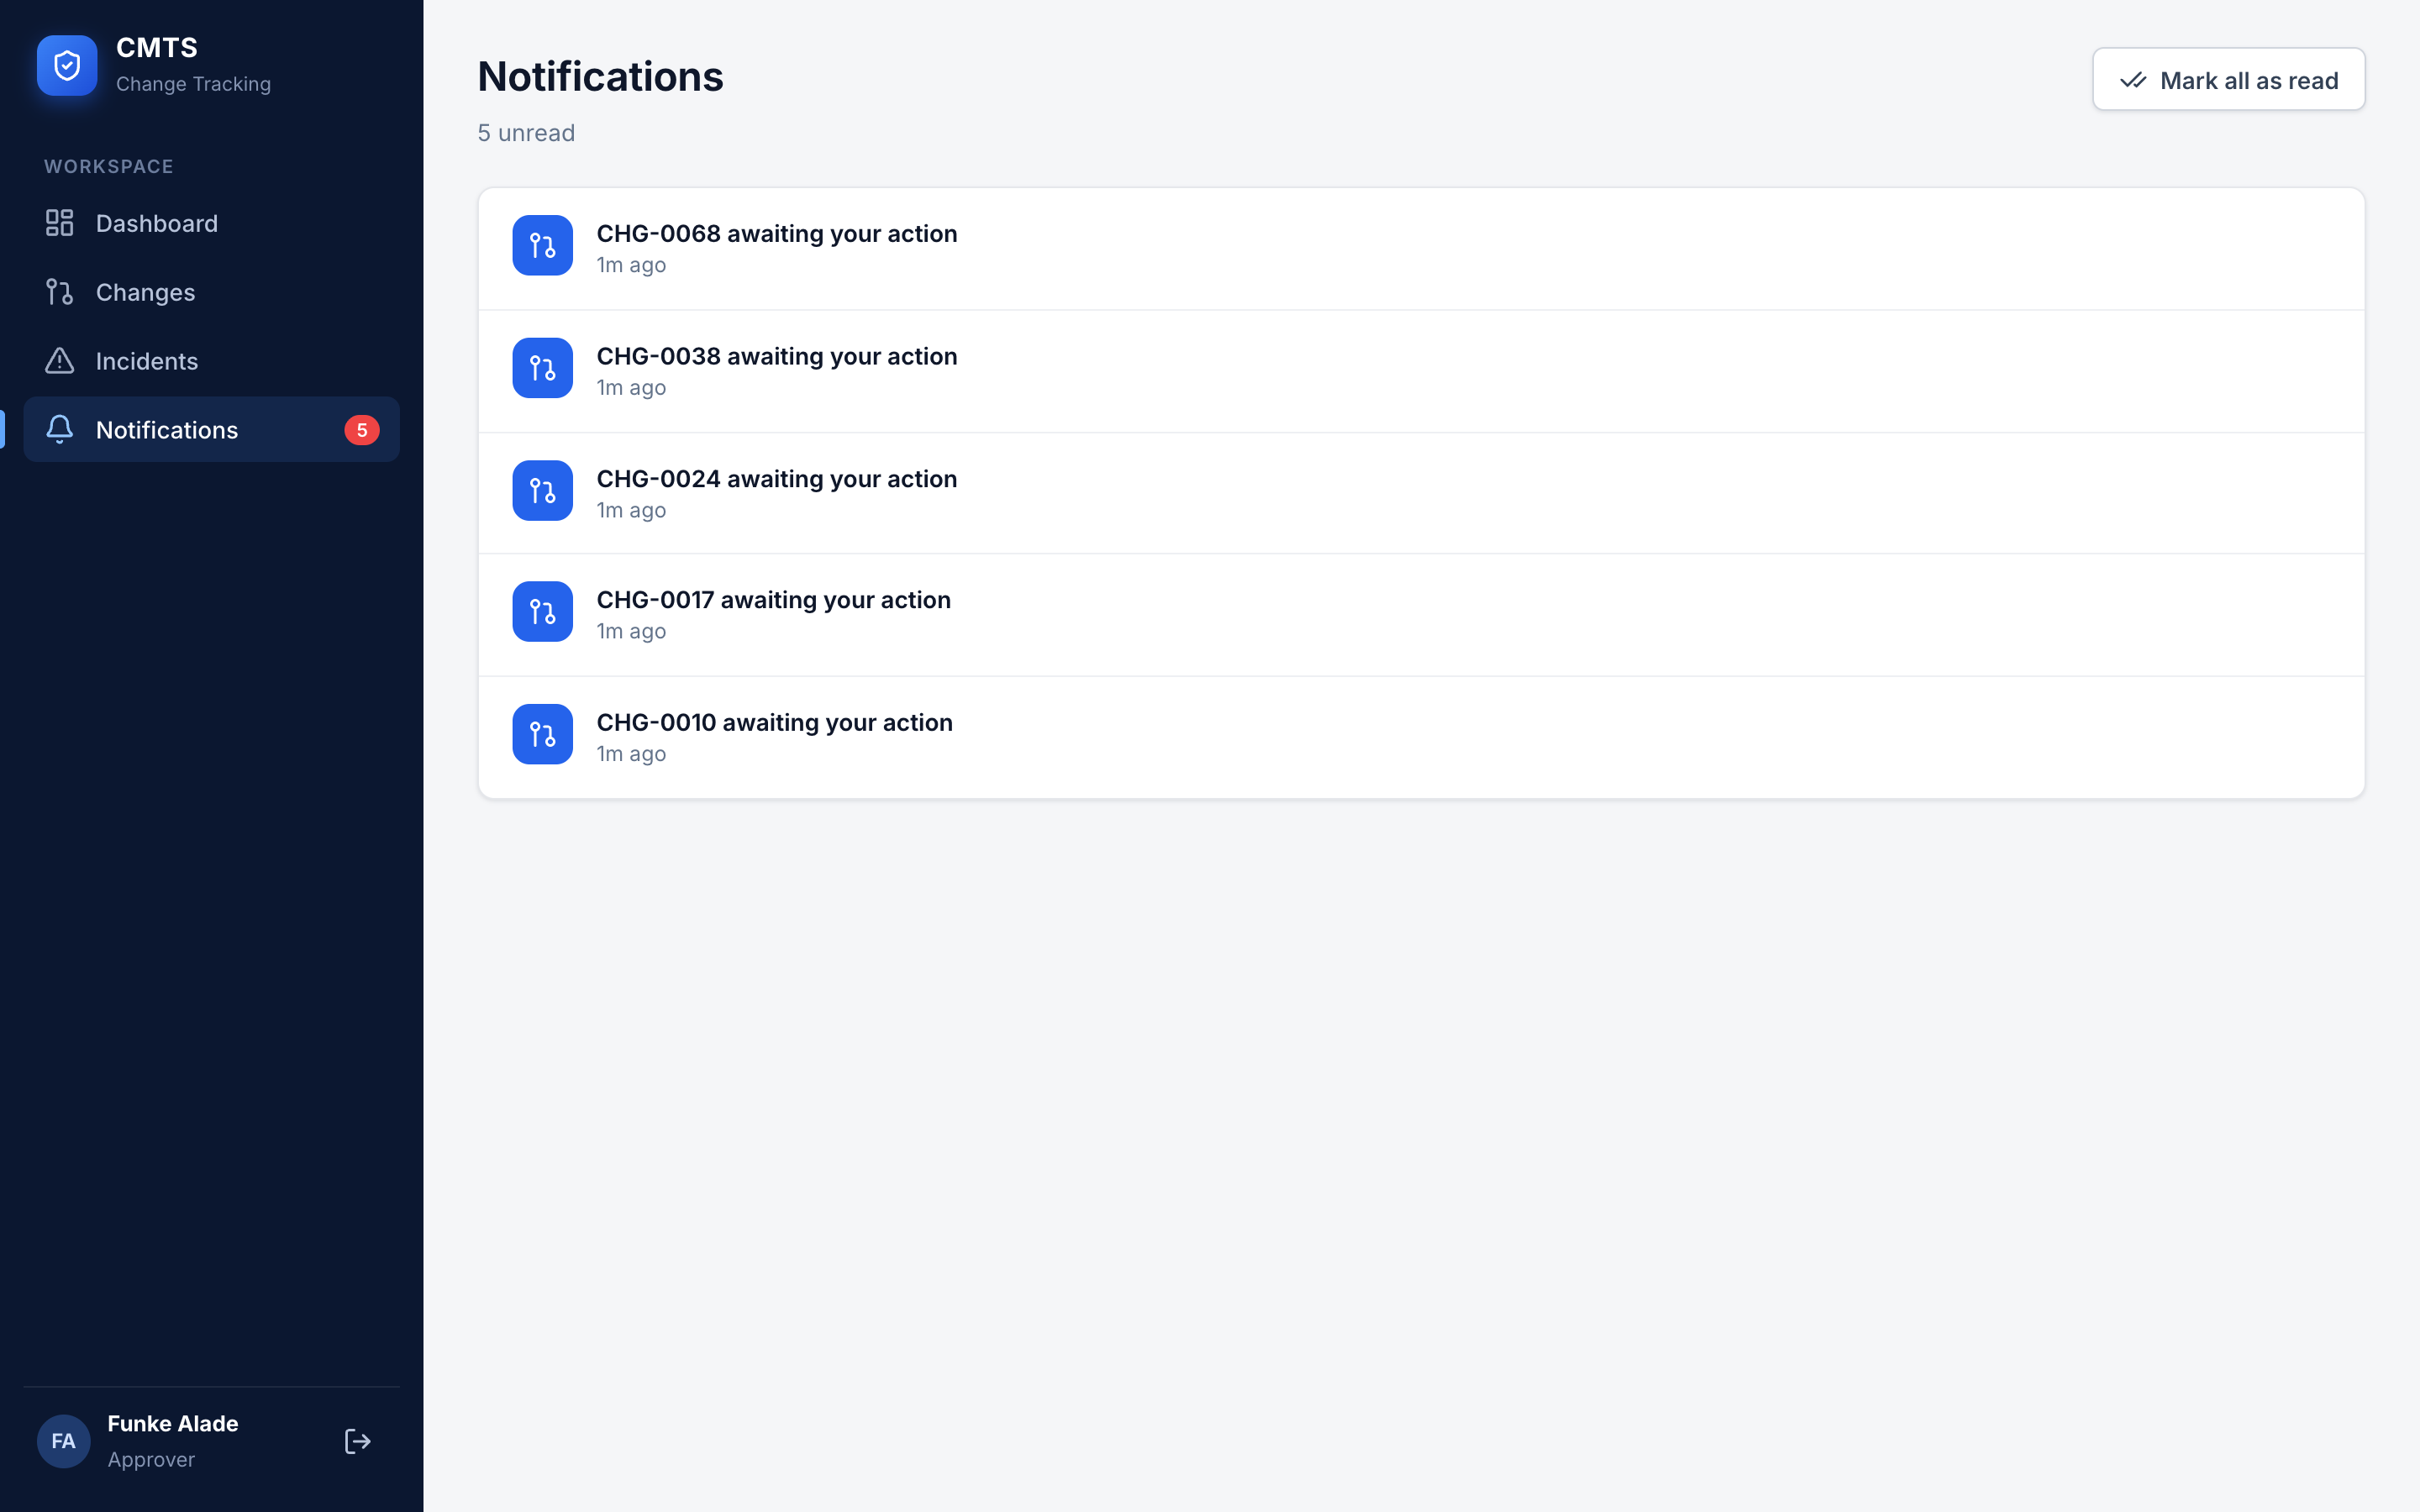 CMTS
Change Tracking
WORKSPACE
Dashboard
Changes
Incidents
Notifications
5
Funke Alade
FA
Approver
Notifications
Mark all as read
5 unread
CHG-0068 awaiting your action
1m ago
CHG-0038 awaiting your action
1m ago
CHG-0024 awaiting your action
1m ago
CHG-0017 awaiting your action
1m ago
CHG-0010 awaiting your action
1m ago